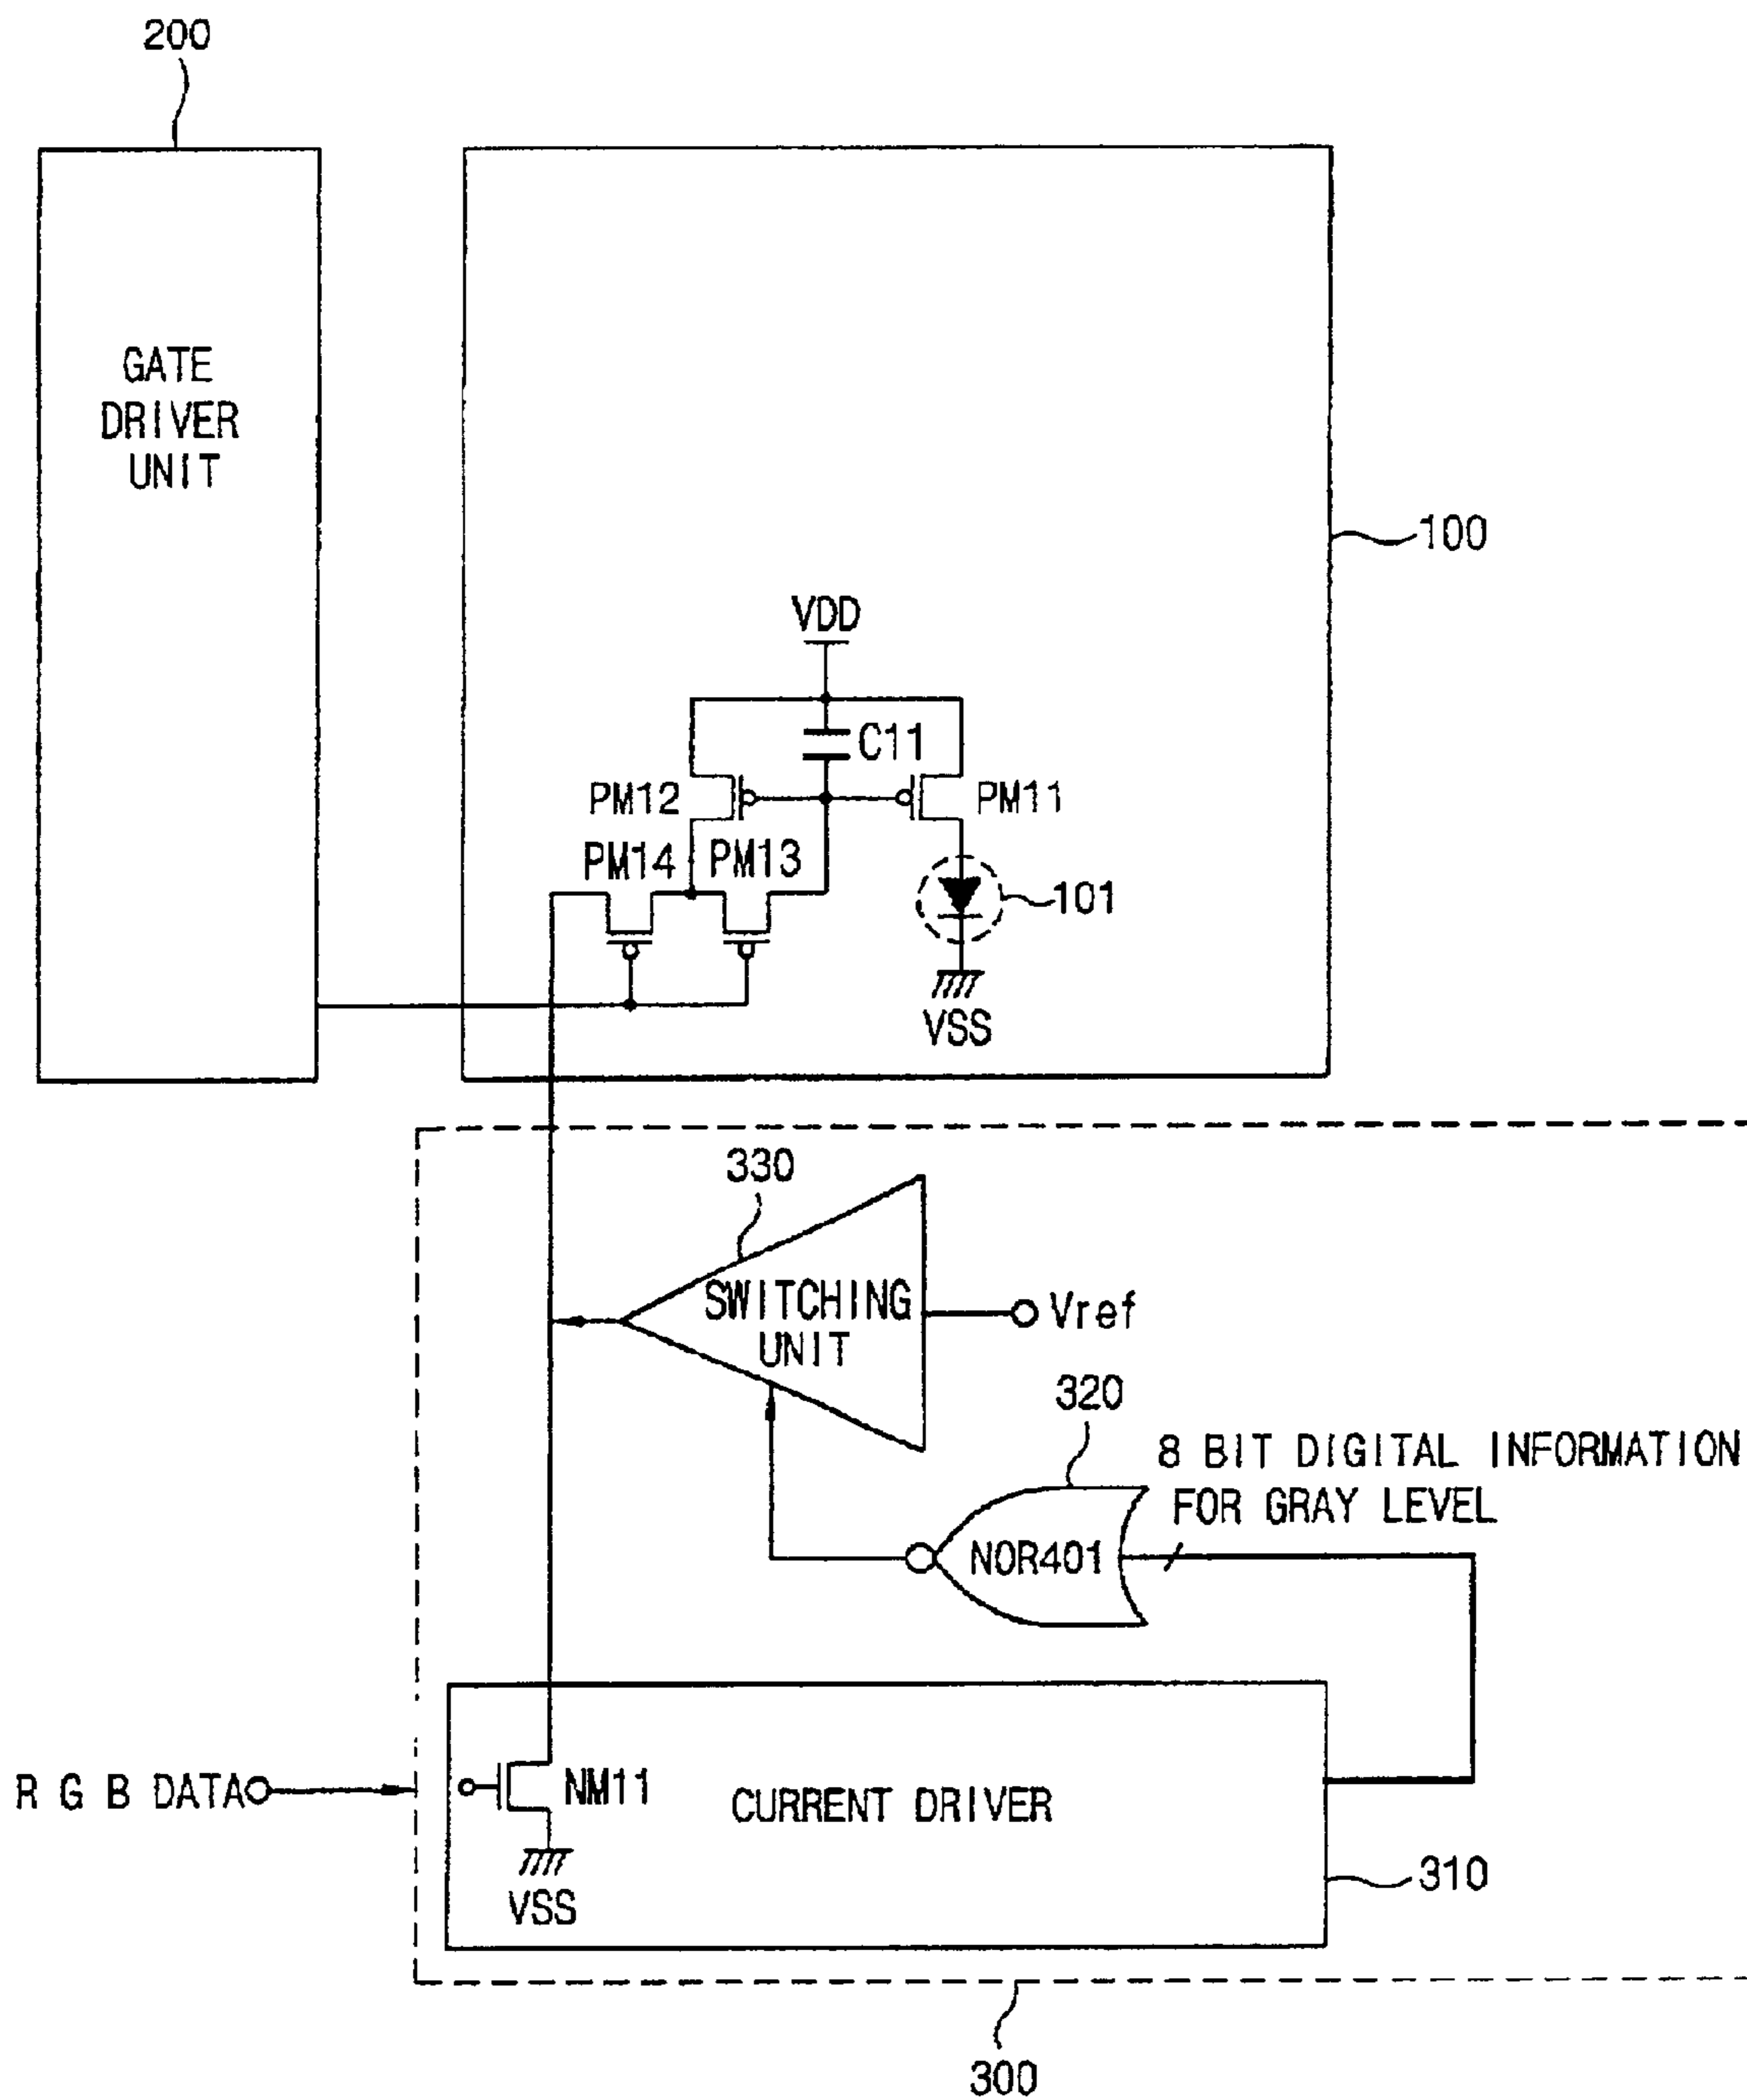 200
GATE
DRIVER
UNIT
100
VDD
C11
PM12
PM11
PM14
PM13
101
VSS
330
SWITCHING
UNIT
Vref
320
8 BIT DIGITAL INFORMATION
FOR GRAY LEVEL
NOR401
R G B DATA
NM11
CURRENT DRIVER
VSS
310
300